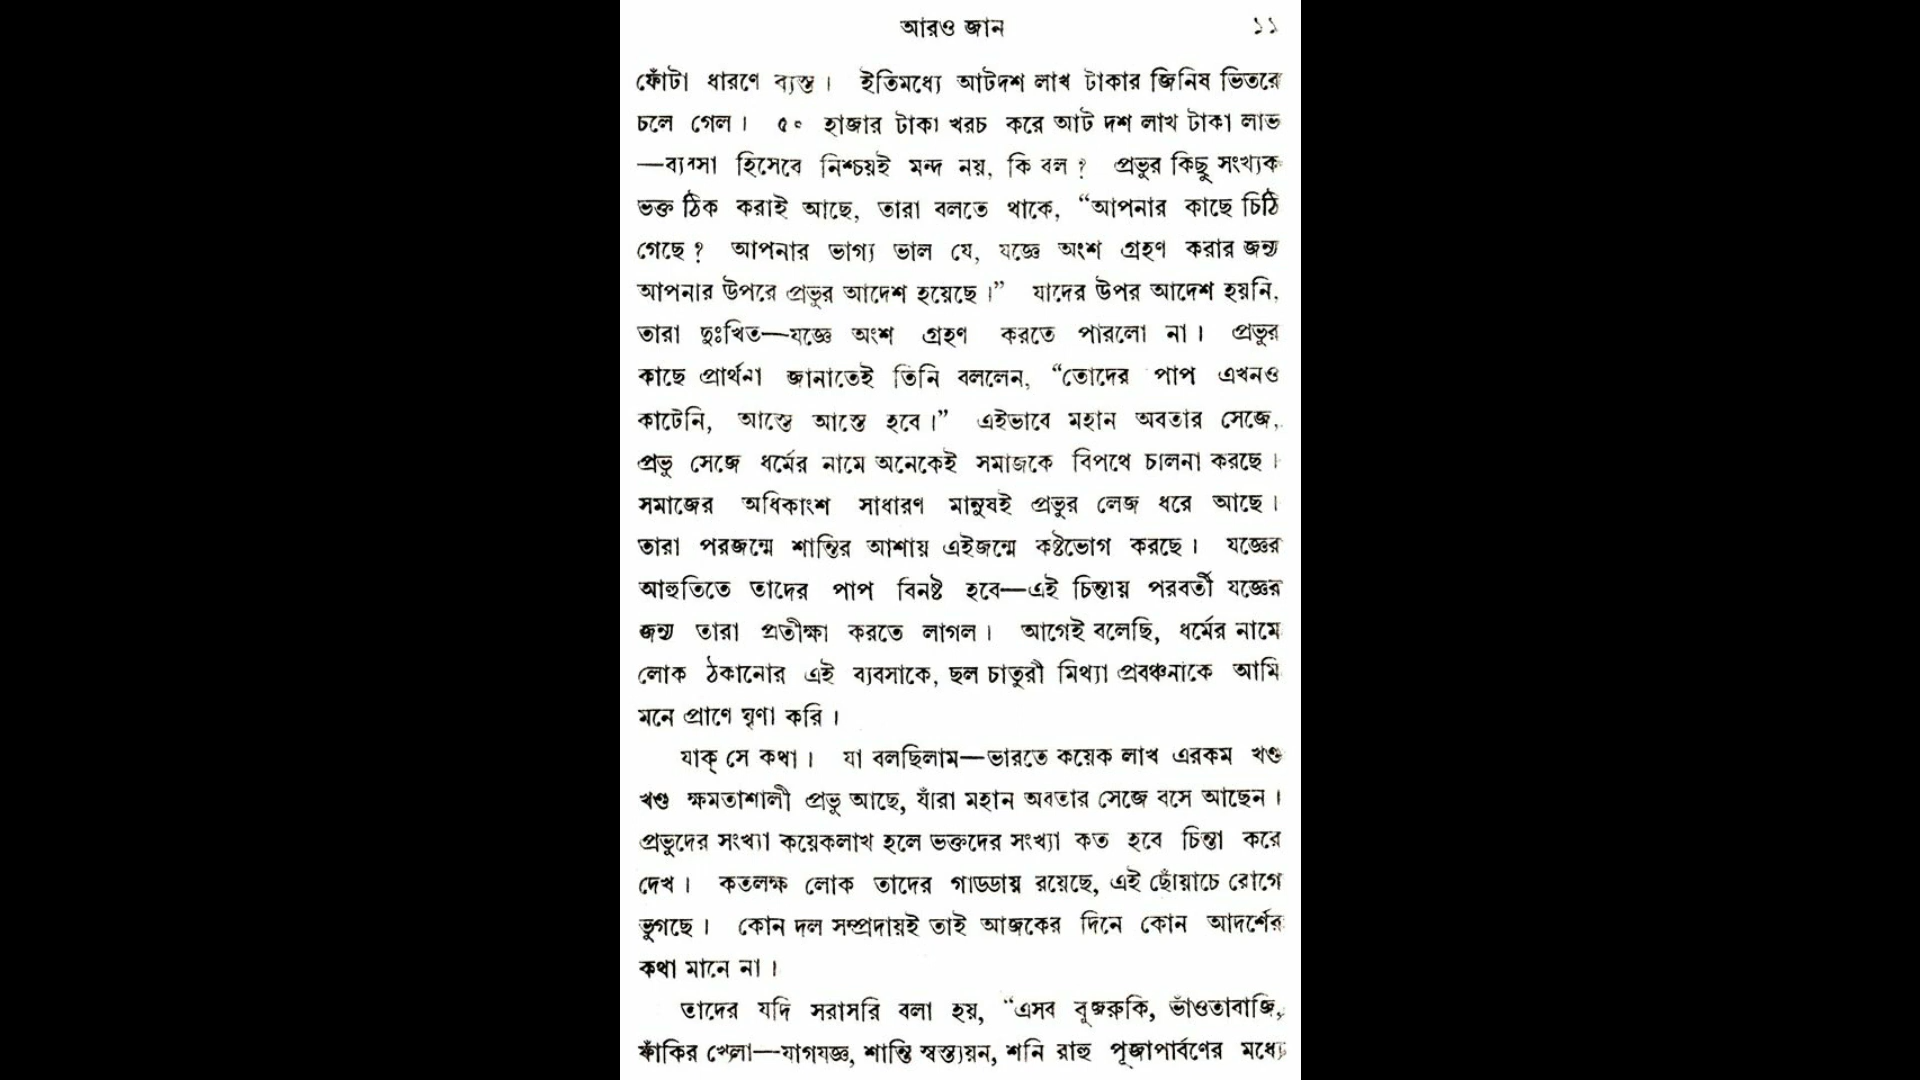 আরও জান ১১
ফোঁটা ধারণে ব্যস্ত। ইতিমধ্যে আটদশ লাখ টাকার জিনিষ ভিতরে
চলে গেল। ৫০ হাজার টাকা খরচ করে আট দশ লাখ টাকা লাভ
—ব্যবসা হিসেবে নিশ্চয়ই মন্দ নয়, কি বল? প্রভুর কিছু সংখ্যক
ভক্ত ঠিক করাই আছে, তারা বলতে থাকে, “আপনার কাছে চিঠি
গেছে? আপনার ভাগ্য ভাল যে, যজ্ঞে অংশ গ্রহণ করার জন্য
আপনার উপরে প্রভুর আদেশ হয়েছে।” যাদের উপর আদেশ হয়নি,
তারা দুঃখিত—যজ্ঞে অংশ গ্রহণ করতে পারলো না। প্রভুর
কাছে প্রার্থনা জানাতেই তিনি বললেন, “তোদের পাপ এখনও
কাটেনি, আস্তে আস্তে হবে।” এইভাবে মহান অবতার সেজে,
প্রভু সেজে ধর্মের নামে অনেকেই সমাজকে বিপথে চালনা করছে।
সমাজের অধিকাংশ সাধারণ মানুষই প্রভুর লেজ ধরে আছে।
তারা পরজন্মে শান্তির আশায় এইজন্মে কষ্টভোগ করছে। যজ্ঞের
আহুতিতে তাদের পাপ বিনষ্ট হবে—এই চিন্তায় পরবর্তী যজ্ঞের
জন্য তারা প্রতীক্ষা করতে লাগল। আগেই বলেছি, ধর্মের নামে
লোক ঠকানোর এই ব্যবসাকে, ছল চাতুরী মিথ্যা প্রবঞ্চনাকে আমি
মনে প্রাণে ঘৃণা করি।
যাক্ সে কথা। যা বলছিলাম—ভারতে কয়েক লাখ এরকম খণ্ড
খণ্ড ক্ষমতাশালী প্রভু আছে, যাঁরা মহান অবতার সেজে বসে আছেন।
প্রভুদের সংখ্যা কয়েকলাখ হলে ভক্তদের সংখ্যা কত হবে চিন্তা করে
দেখ। কতলক্ষ লোক তাদের গাড্ডায় রয়েছে, এই ছোঁয়াচে রোগে
ভুগছে। কোন দল সম্প্রদায়ই তাই আজকের দিনে কোন আদর্শের
কথা মানে না।
তাদের যদি সরাসরি বলা হয়, “এসব বুজরুকি, ভাঁওতাবাজি,
ফাঁকির খেলা—যাগযজ্ঞ, শান্তি স্বস্ত্যয়ন, শনি রাহু পূজাপার্বণের মধ্যে